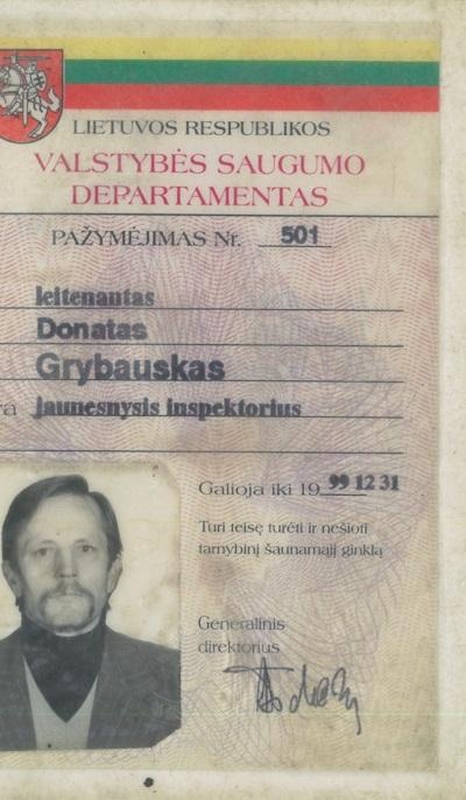 LIETUVOS RESPUBLIKOS
VALSTYBĖS SAUGUMO
DEPARTAMENTAS
PAŽYMĖJIMAS Nr. 501
leitenantas
Donatas
Grybauskas
ra jaunesnysis inspektorius
Galioja iki 1999 12 31
Turi teisę turėti ir nešioti
tarnybinį šaunamąjį ginklą
Generalinis
direktorius